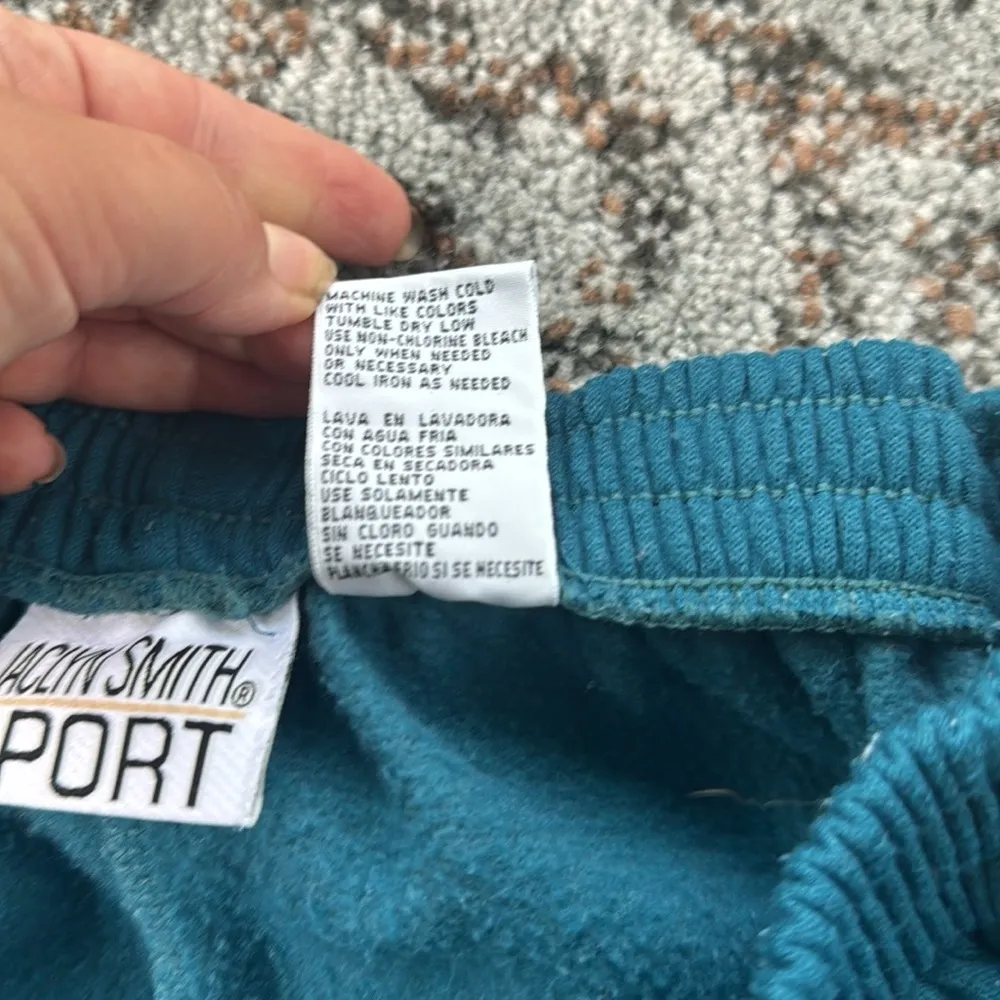 MACHINE WASH COLD
WITH LIKE COLORS
TUMBLE DRY LOW
USE NON-CHLORINE BLEACH
ONLY WHEN NEEDED
OR NECESSARY
COOL IRON AS NEEDED
LAVA EN LAVADORA
CON AGUA FRIA
CON COLORES SIMILARES
SECA EN SECADORA
CICLO LENTO
USE SOLAMENTE
BLANQUEADOR
SIN CLORO GUANDO
SE NECESITE
SI SE NECESITE
JACLYN SMITH®
PORT